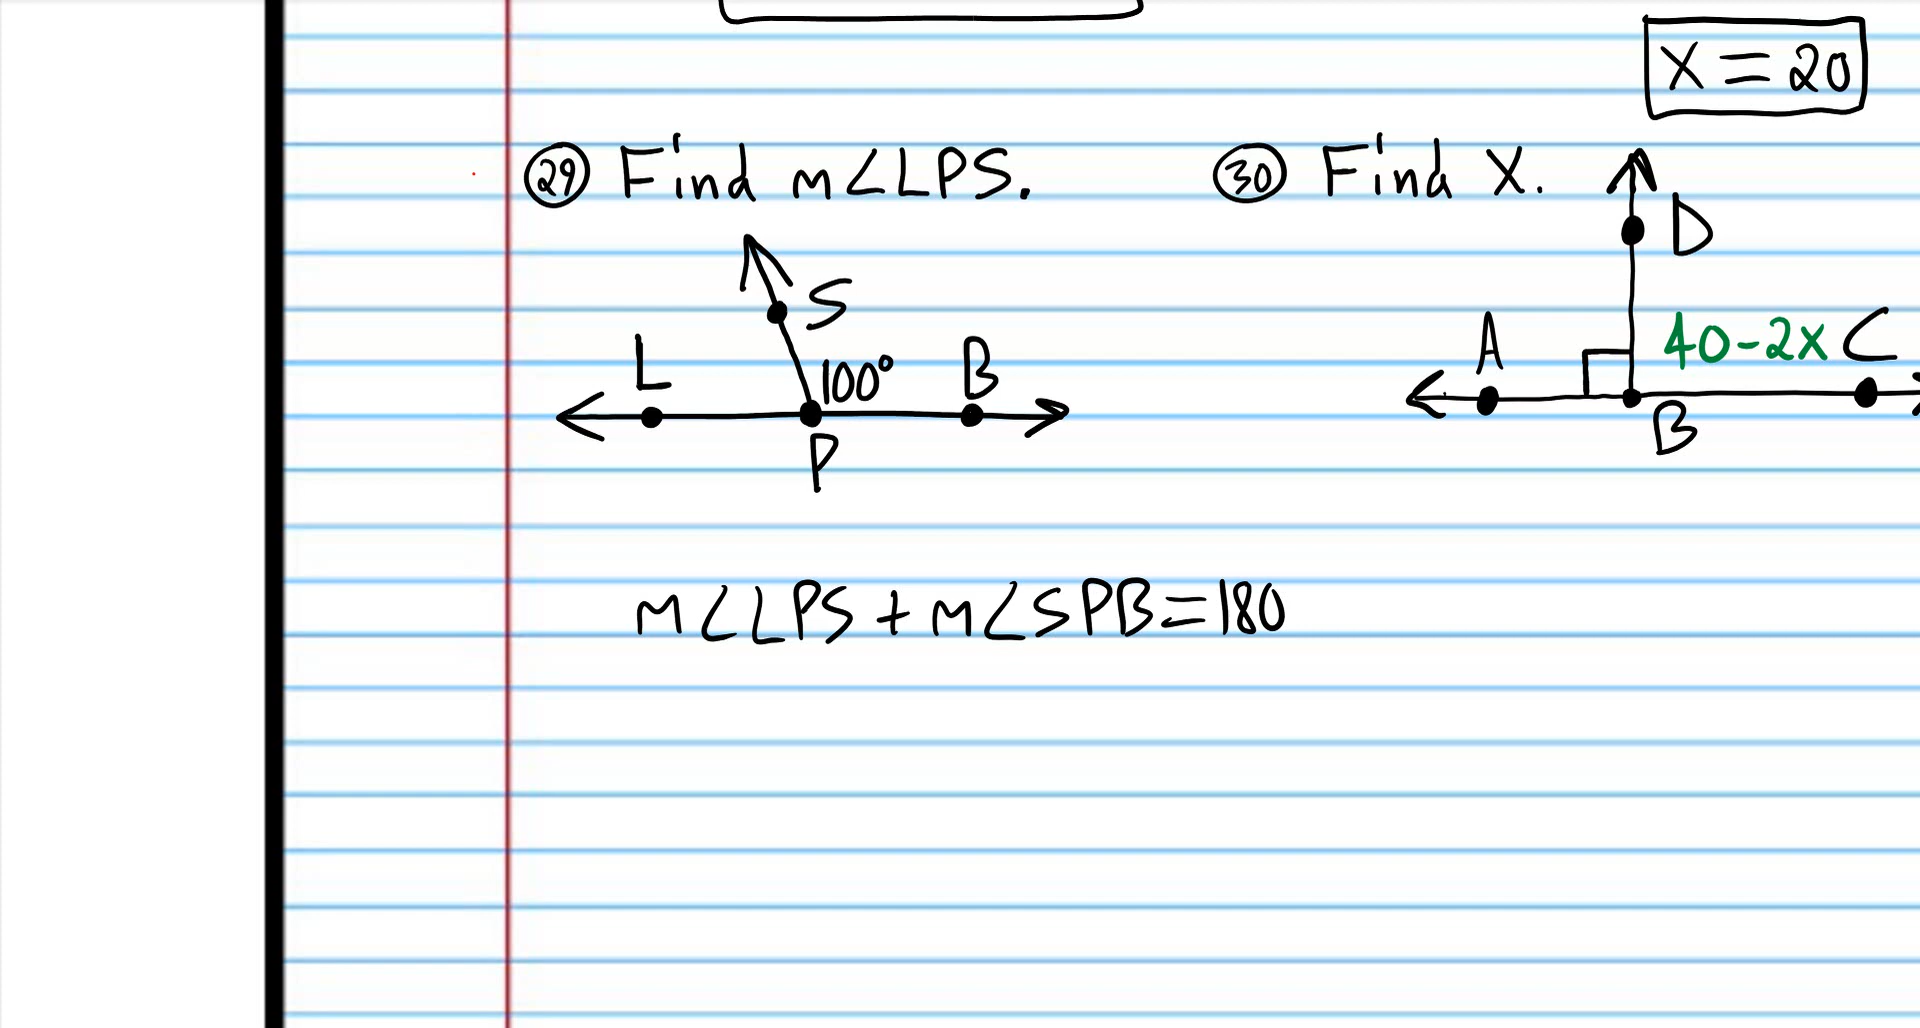 X = 20
29 Find m∠LPS.
S
L
100°
B
P
30 Find X.
D
A
40-2x
C
B
m∠LPS + m∠SPB = 180